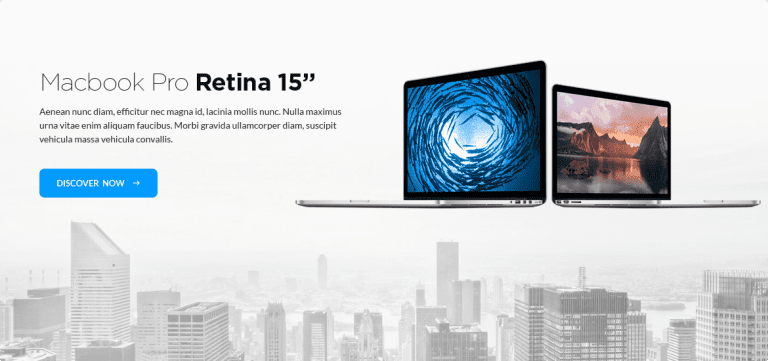 Macbook Pro Retina 15”
Aenean nunc diam, efficitur nec magna id, lacinia mollis nunc. Nulla maximus
urna vitae enim aliquam faucibus. Morbi gravida ullamcorper diam, suscipit
vehicula massa vehicula convallis.
DISCOVER NOW →